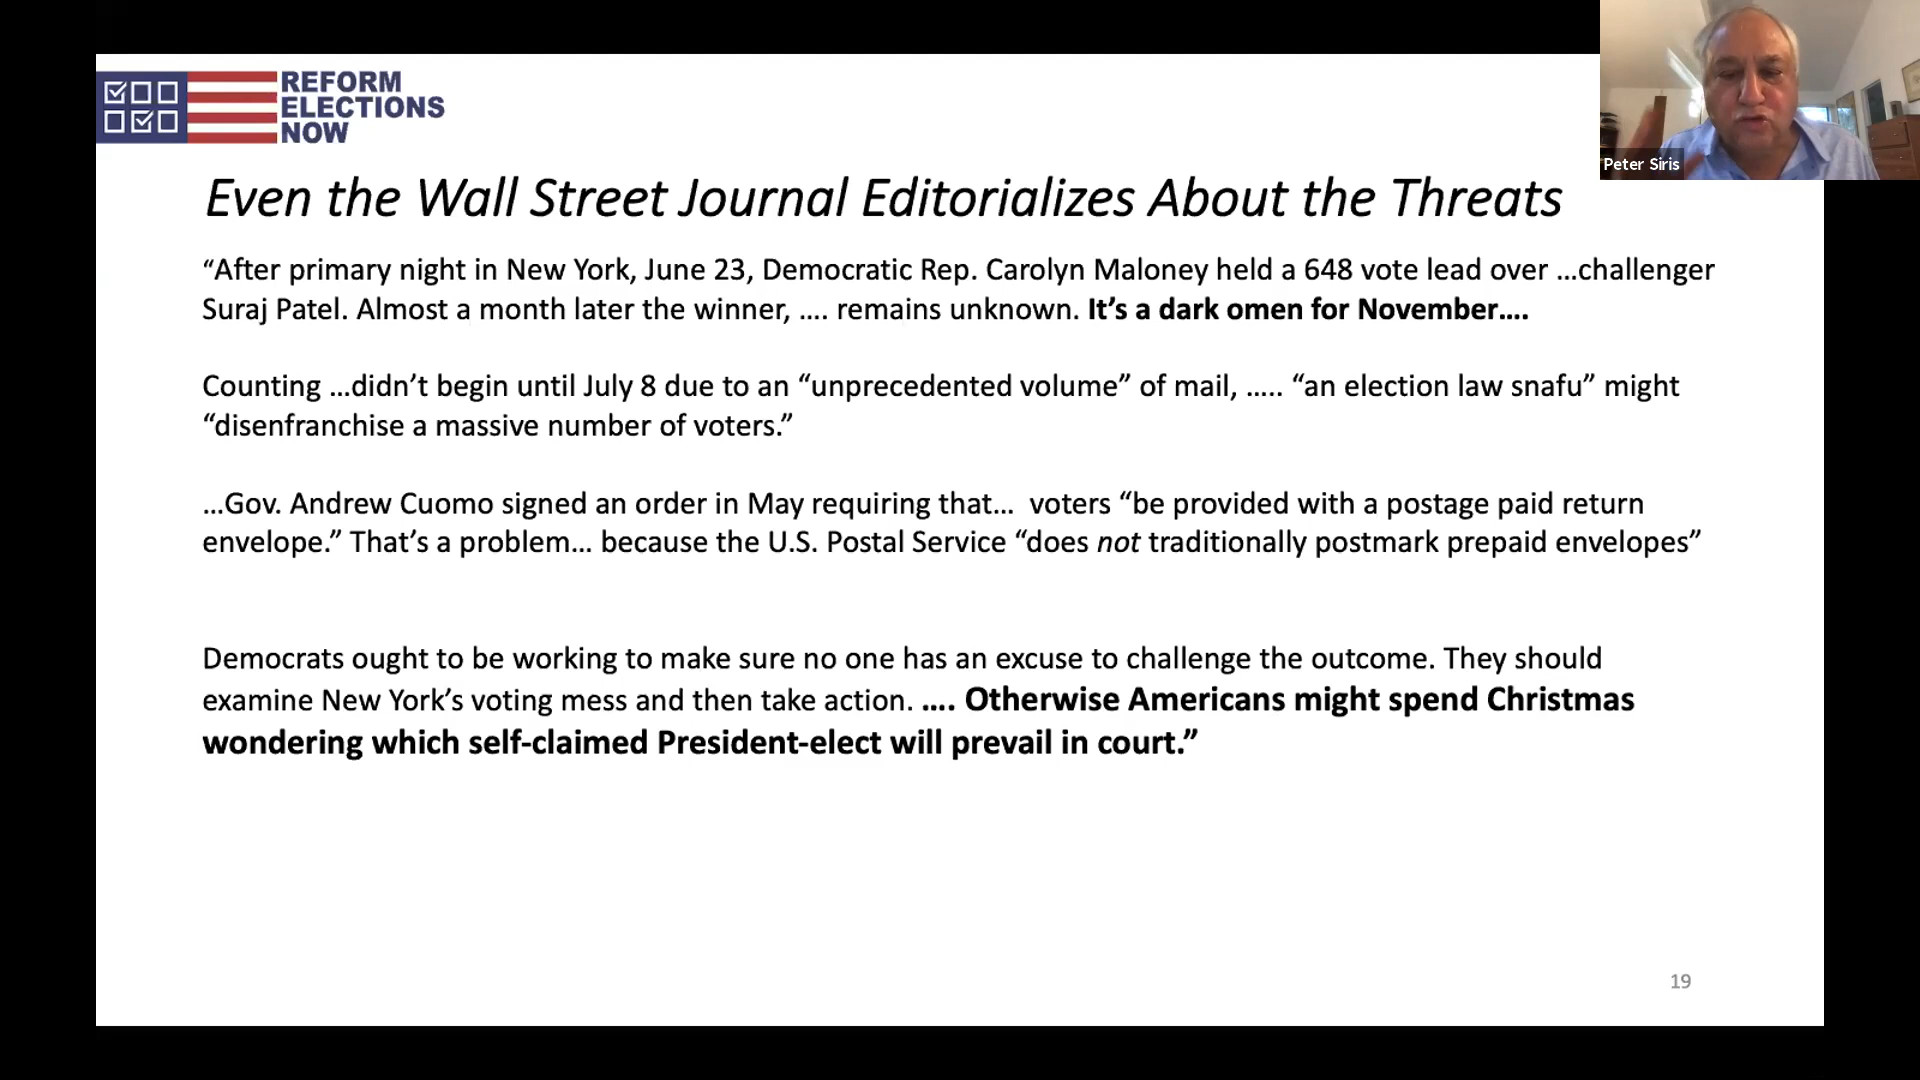 REFORM
ELECTIONS
NOW
Peter Siris
Even the Wall Street Journal Editorializes About the Threats
“After primary night in New York, June 23, Democratic Rep. Carolyn Maloney held a 648 vote lead over …challenger
Suraj Patel. Almost a month later the winner, …. remains unknown. It’s a dark omen for November….
Counting …didn’t begin until July 8 due to an “unprecedented volume” of mail, ….. “an election law snafu” might
“disenfranchise a massive number of voters.”
…Gov. Andrew Cuomo signed an order in May requiring that… voters “be provided with a postage paid return
envelope.” That’s a problem… because the U.S. Postal Service “does not traditionally postmark prepaid envelopes”
Democrats ought to be working to make sure no one has an excuse to challenge the outcome. They should
examine New York’s voting mess and then take action. …. Otherwise Americans might spend Christmas
wondering which self-claimed President-elect will prevail in court.”
19